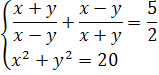 { (x + y)/(x − y) + (x − y)/(x + y) = 5/2
x² + y² = 20